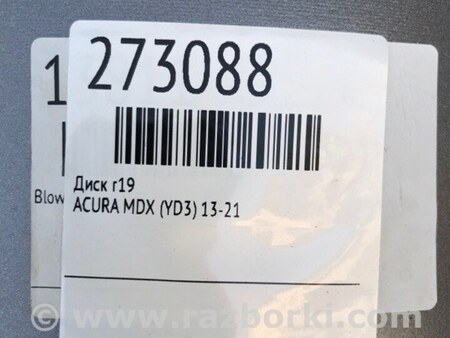 273088
1
Диск r19
Blow
ACURA MDX (YD3) 13-21
© www.razborki.com